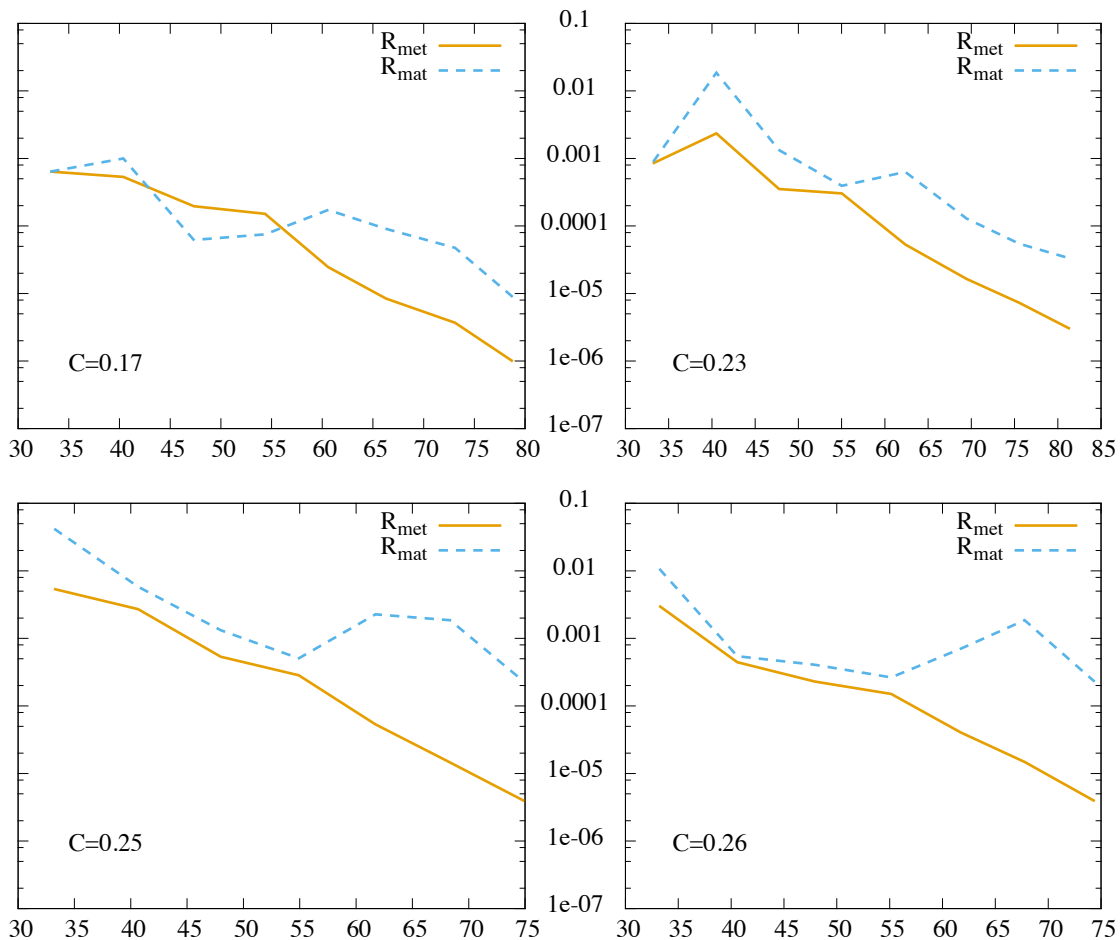 R_met
R_mat
C=0.17
30 35 40 45 50 55 60 65 70 75 80
0.1
0.01
0.001
0.0001
1e-05
1e-06
1e-07
R_met
R_mat
C=0.23
30 35 40 45 50 55 60 65 70 75 80 85
R_met
R_mat
C=0.25
30 35 40 45 50 55 60 65 70 75
0.1
0.01
0.001
0.0001
1e-05
1e-06
1e-07
R_met
R_mat
C=0.26
30 35 40 45 50 55 60 65 70 75